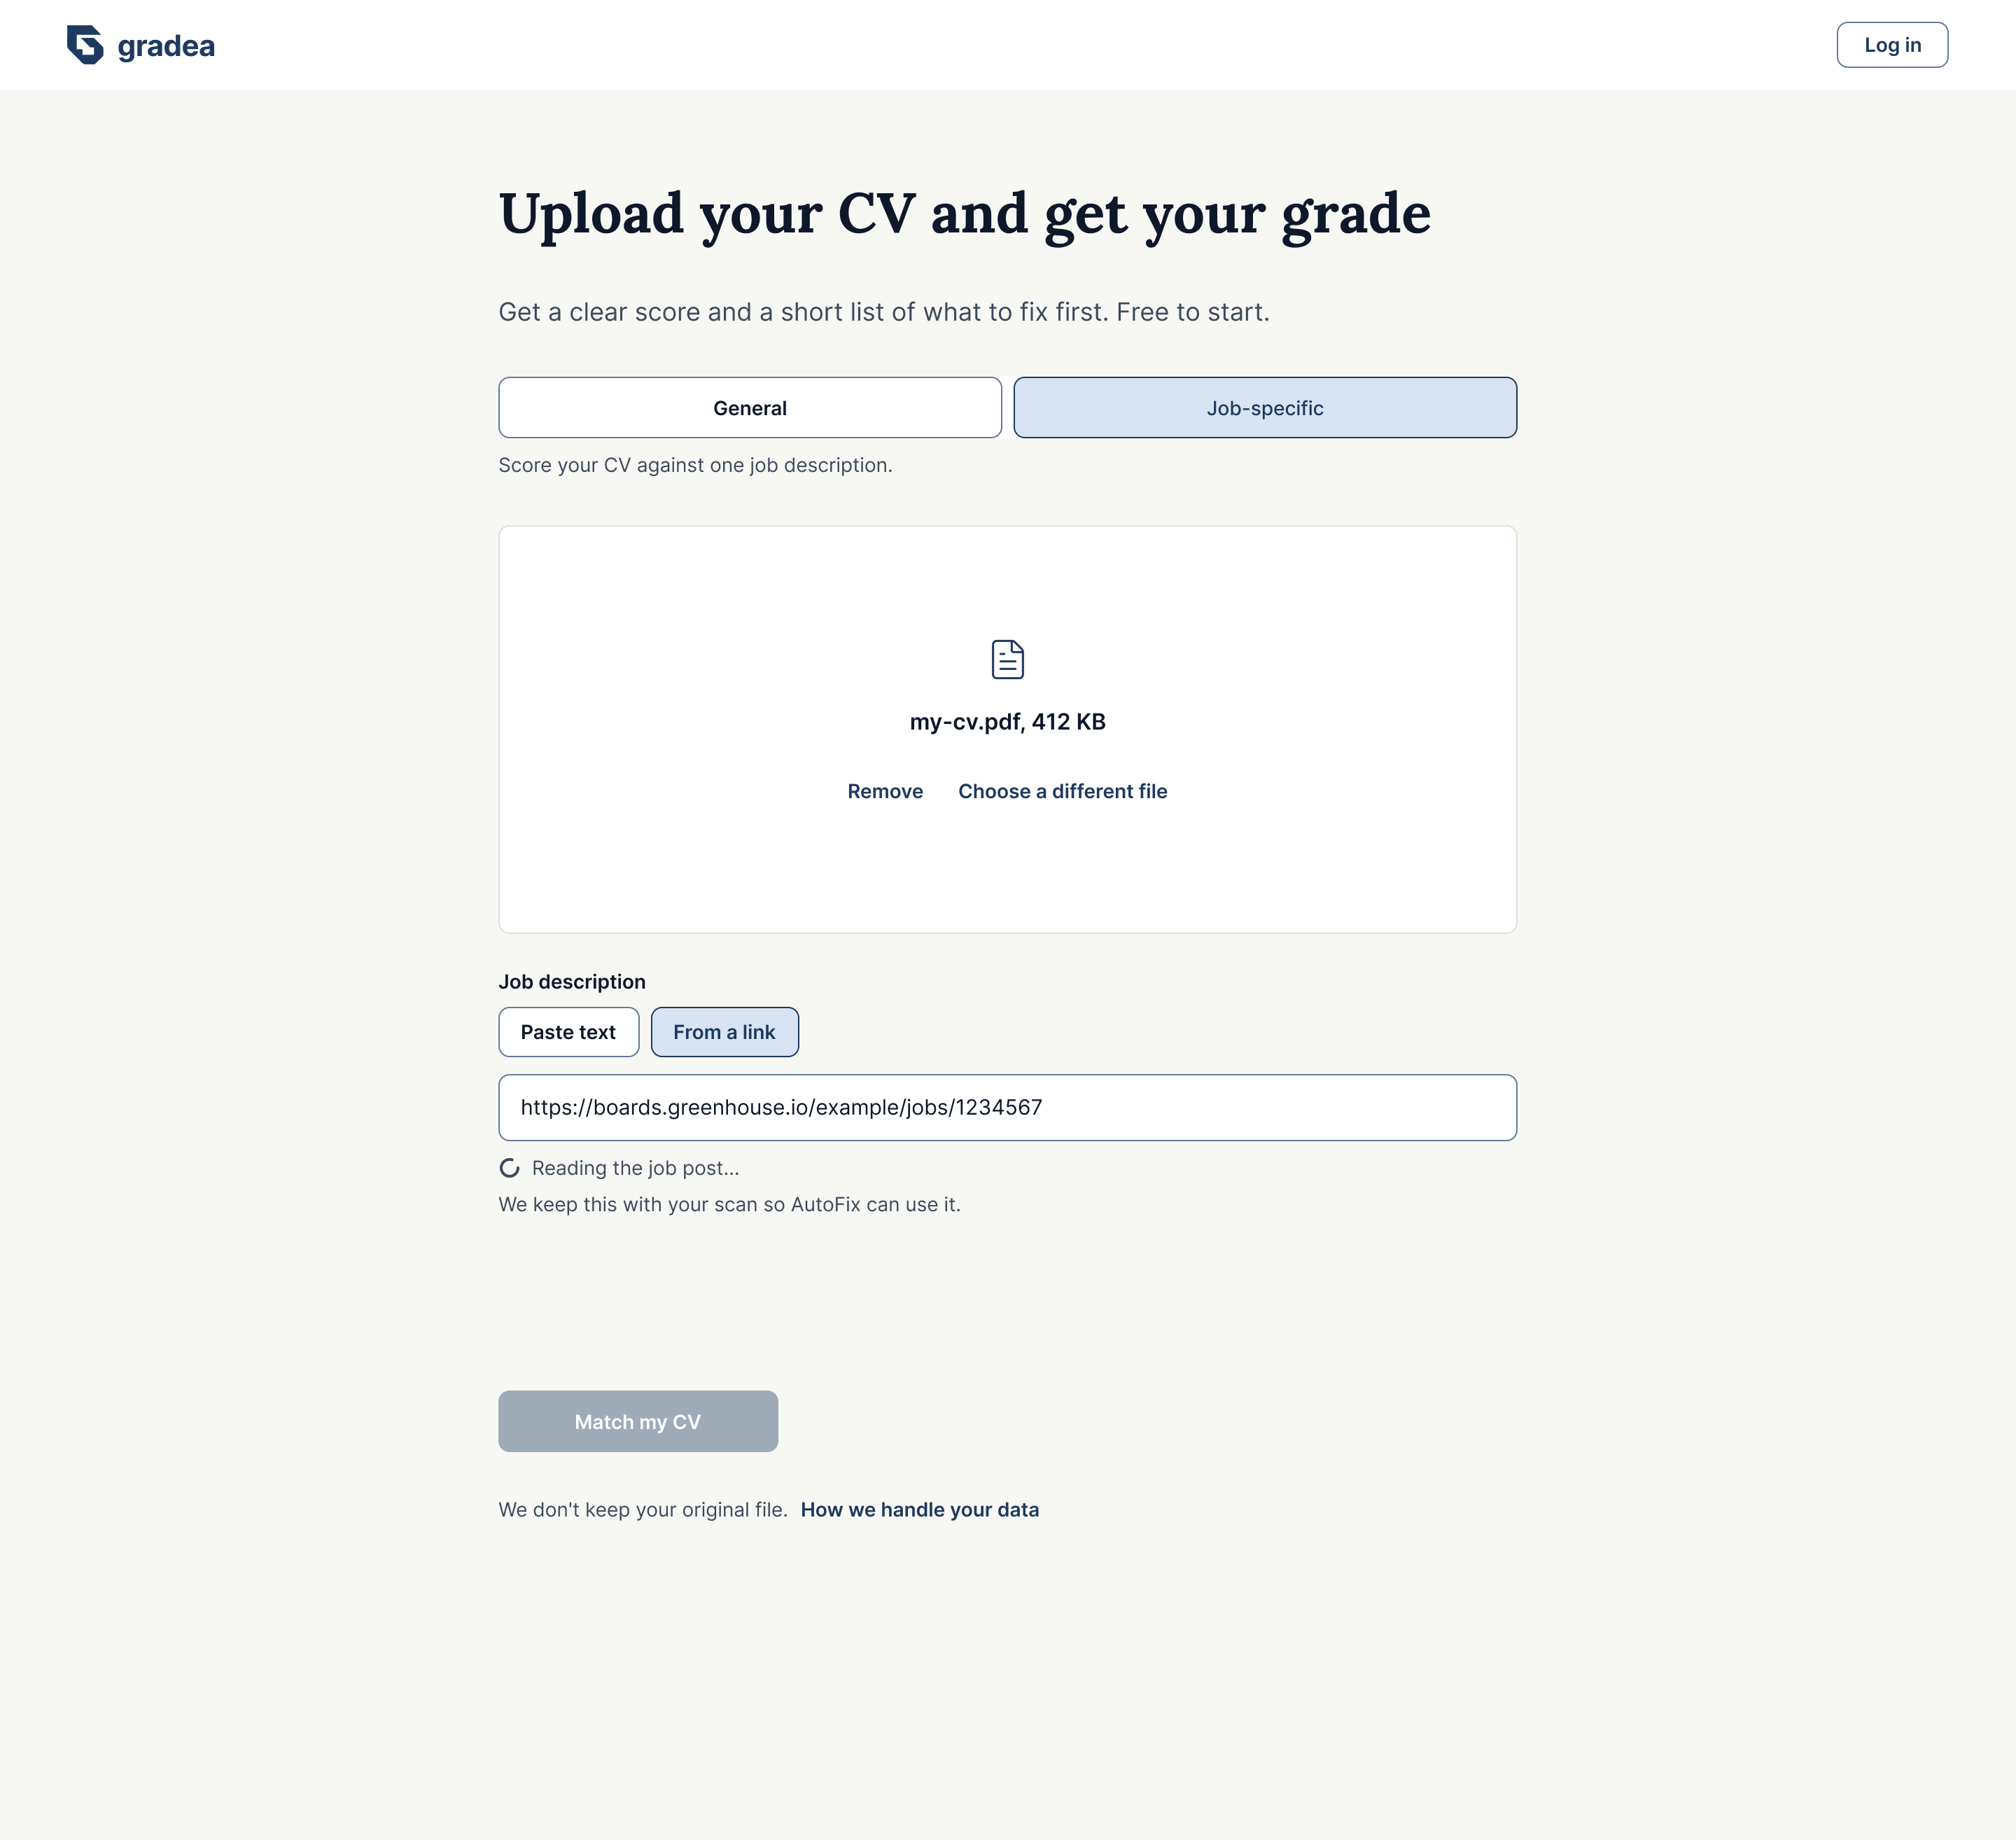 gradea
Log in
Upload your CV and get your grade
Get a clear score and a short list of what to fix first. Free to start.
General
Job-specific
Score your CV against one job description.
my-cv.pdf, 412 KB
Remove
Choose a different file
Job description
Paste text
From a link
https://boards.greenhouse.io/example/jobs/1234567
Reading the job post...
We keep this with your scan so AutoFix can use it.
Match my CV
We don't keep your original file. How we handle your data